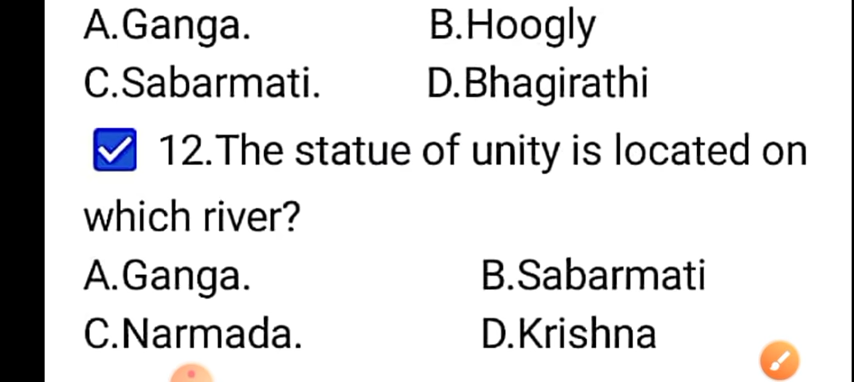 A.Ganga. B.Hoogly
C.Sabarmati. D.Bhagirathi
12.The statue of unity is located on
which river?
A.Ganga. B.Sabarmati
C.Narmada. D.Krishna